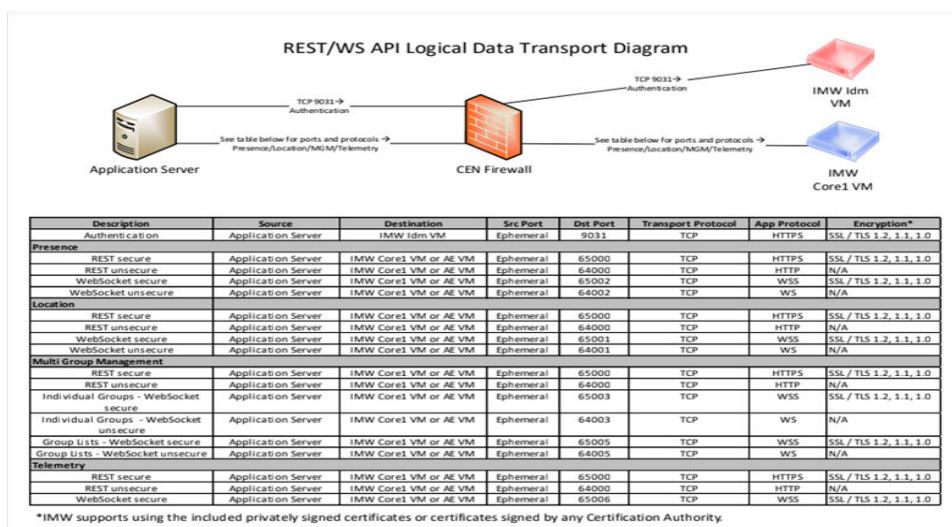 REST/WS API Logical Data Transport Diagram
TCP 9031→
Authentication
TCP 9031→
Authentication
IMW Idm
VM
See table below for ports and protocols →
Presence/Location/MGM/Telemetry
See table below for ports and protocols →
Presence/Location/MGM/Telemetry
Application Server
CEN Firewall
IMW
Core1 VM
Description Source Destination Src Port Dst Port Transport Protocol App Protocol Encryption*
Authentication Application Server IMW Idm VM Ephemeral 9031 TCP HTTPS SSL / TLS 1.2, 1.1, 1.0
Presence
REST secure Application Server IMW Core1 VM or AE VM Ephemeral 65000 TCP HTTPS SSL / TLS 1.2, 1.1, 1.0
REST unsecure Application Server IMW Core1 VM or AE VM Ephemeral 64000 TCP HTTP N/A
WebSocket secure Application Server IMW Core1 VM or AE VM Ephemeral 65002 TCP WSS SSL / TLS 1.2, 1.1, 1.0
WebSocket unsecure Application Server IMW Core1 VM or AE VM Ephemeral 64002 TCP WS N/A
Location
REST secure Application Server IMW Core1 VM or AE VM Ephemeral 65000 TCP HTTPS SSL / TLS 1.2, 1.1, 1.0
REST unsecure Application Server IMW Core1 VM or AE VM Ephemeral 64000 TCP HTTP N/A
WebSocket secure Application Server IMW Core1 VM or AE VM Ephemeral 65001 TCP WSS SSL / TLS 1.2, 1.1, 1.0
WebSocket unsecure Application Server IMW Core1 VM or AE VM Ephemeral 64001 TCP WS N/A
Multi Group Management
REST secure Application Server IMW Core1 VM or AE VM Ephemeral 65000 TCP HTTPS SSL / TLS 1.2, 1.1, 1.0
REST unsecure Application Server IMW Core1 VM or AE VM Ephemeral 64000 TCP HTTP N/A
Individual Groups - WebSocket Application Server IMW Core1 VM or AE VM Ephemeral 65003 TCP WSS SSL / TLS 1.2, 1.1, 1.0
secure
Individual Groups - WebSocket Application Server IMW Core1 VM or AE VM Ephemeral 64003 TCP WS N/A
unsecure
Group Lists - WebSocket secure Application Server IMW Core1 VM or AE VM Ephemeral 65005 TCP WSS SSL / TLS 1.2, 1.1, 1.0
Group Lists - WebSocket unsecure Application Server IMW Core1 VM or AE VM Ephemeral 64005 TCP WS N/A
Telemetry
REST secure Application Server IMW Core1 VM or AE VM Ephemeral 65000 TCP HTTPS SSL / TLS 1.2, 1.1, 1.0
REST unsecure Application Server IMW Core1 VM or AE VM Ephemeral 64000 TCP HTTP N/A
WebSocket secure Application Server IMW Core1 VM or AE VM Ephemeral 65006 TCP WSS SSL / TLS 1.2, 1.1, 1.0
*IMW supports using the included privately signed certificates or certificates signed by any Certification Authority.